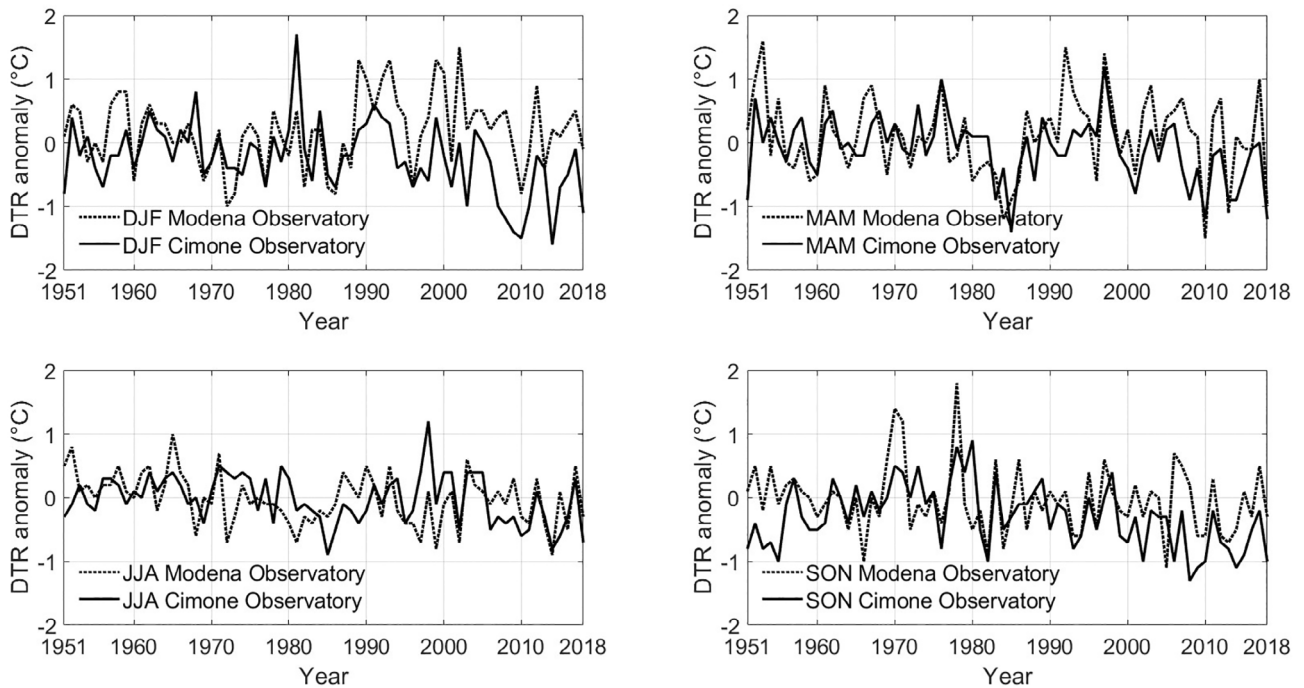 DTR anomaly (°C)
2
1
0
-1
-2
DJF Modena Observatory
DJF Cimone Observatory
1951 1960 1970 1980 1990 2000 2010 2018
Year
DTR anomaly (°C)
2
1
0
-1
-2
MAM Modena Observatory
MAM Cimone Observatory
1951 1960 1970 1980 1990 2000 2010 2018
Year
DTR anomaly (°C)
2
1
0
-1
-2
JJA Modena Observatory
JJA Cimone Observatory
1951 1960 1970 1980 1990 2000 2010 2018
Year
DTR anomaly (°C)
2
1
0
-1
-2
SON Modena Observatory
SON Cimone Observatory
1951 1960 1970 1980 1990 2000 2010 2018
Year